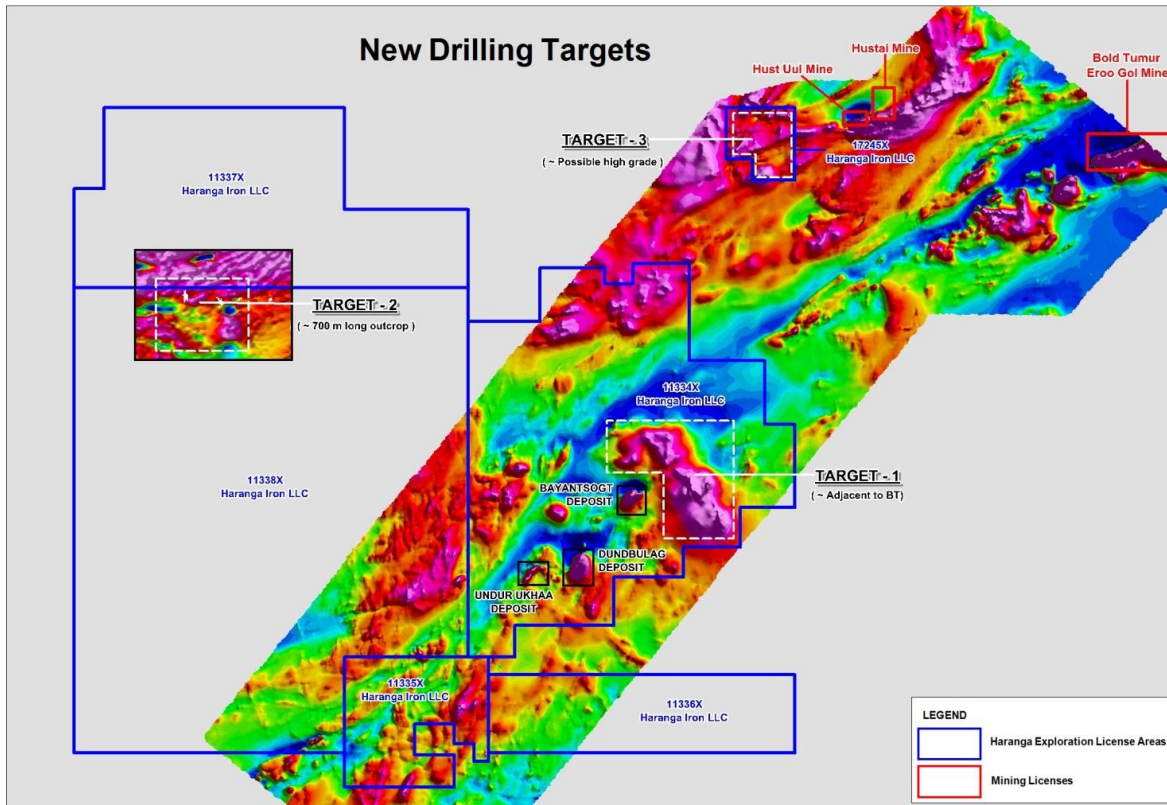 New Drilling Targets
Hustai Mine
Hust Uul Mine
Bold Tumur
Eroo Gol Mine
TARGET - 3
( ~ Possible high grade )
17245X
Haranga Iron LLC
11337X
Haranga Iron LLC
TARGET - 2
( ~ 700 m long outcrop )
11334X
Haranga Iron LLC
11338X
Haranga Iron LLC
TARGET - 1
( ~ Adjacent to BT)
BAYANTSOGT
DEPOSIT
DUNDBULAG
DEPOSIT
UNDUR UKHAA
DEPOSIT
11335X
Haranga Iron LLC
11336X
Haranga Iron LLC
LEGEND
Haranga Exploration License Areas
Mining Licenses